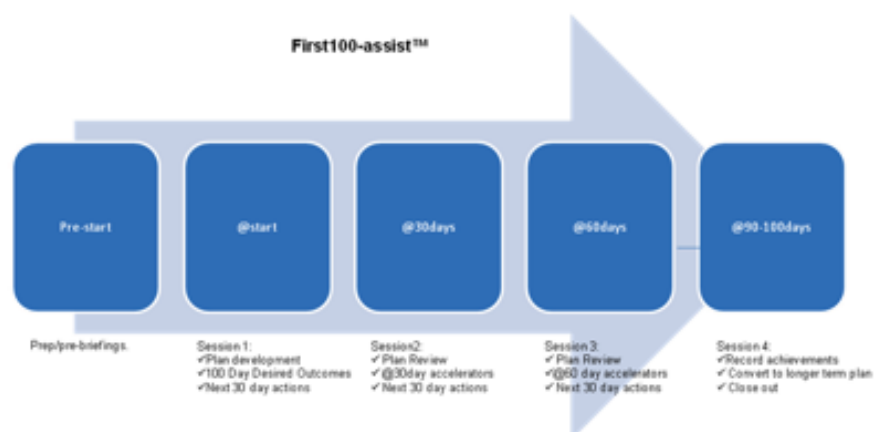 First100-assist™
Pre-start
@start
@30days
@60days
@90-100days
Prep/pre-briefings.
Session 1:
✓Plan development
✓100 Day Desired Outcomes
✓Next 30 day actions
Session2:
✓ Plan Review
✓ @30day accelerators
✓ Next 30 day actions
Session 3:
✓ Plan Review
✓@60 day accelerators
✓ Next 30 day actions
Session 4:
✓Record achievements
✓ Convert to longer term plan
✓ Close out